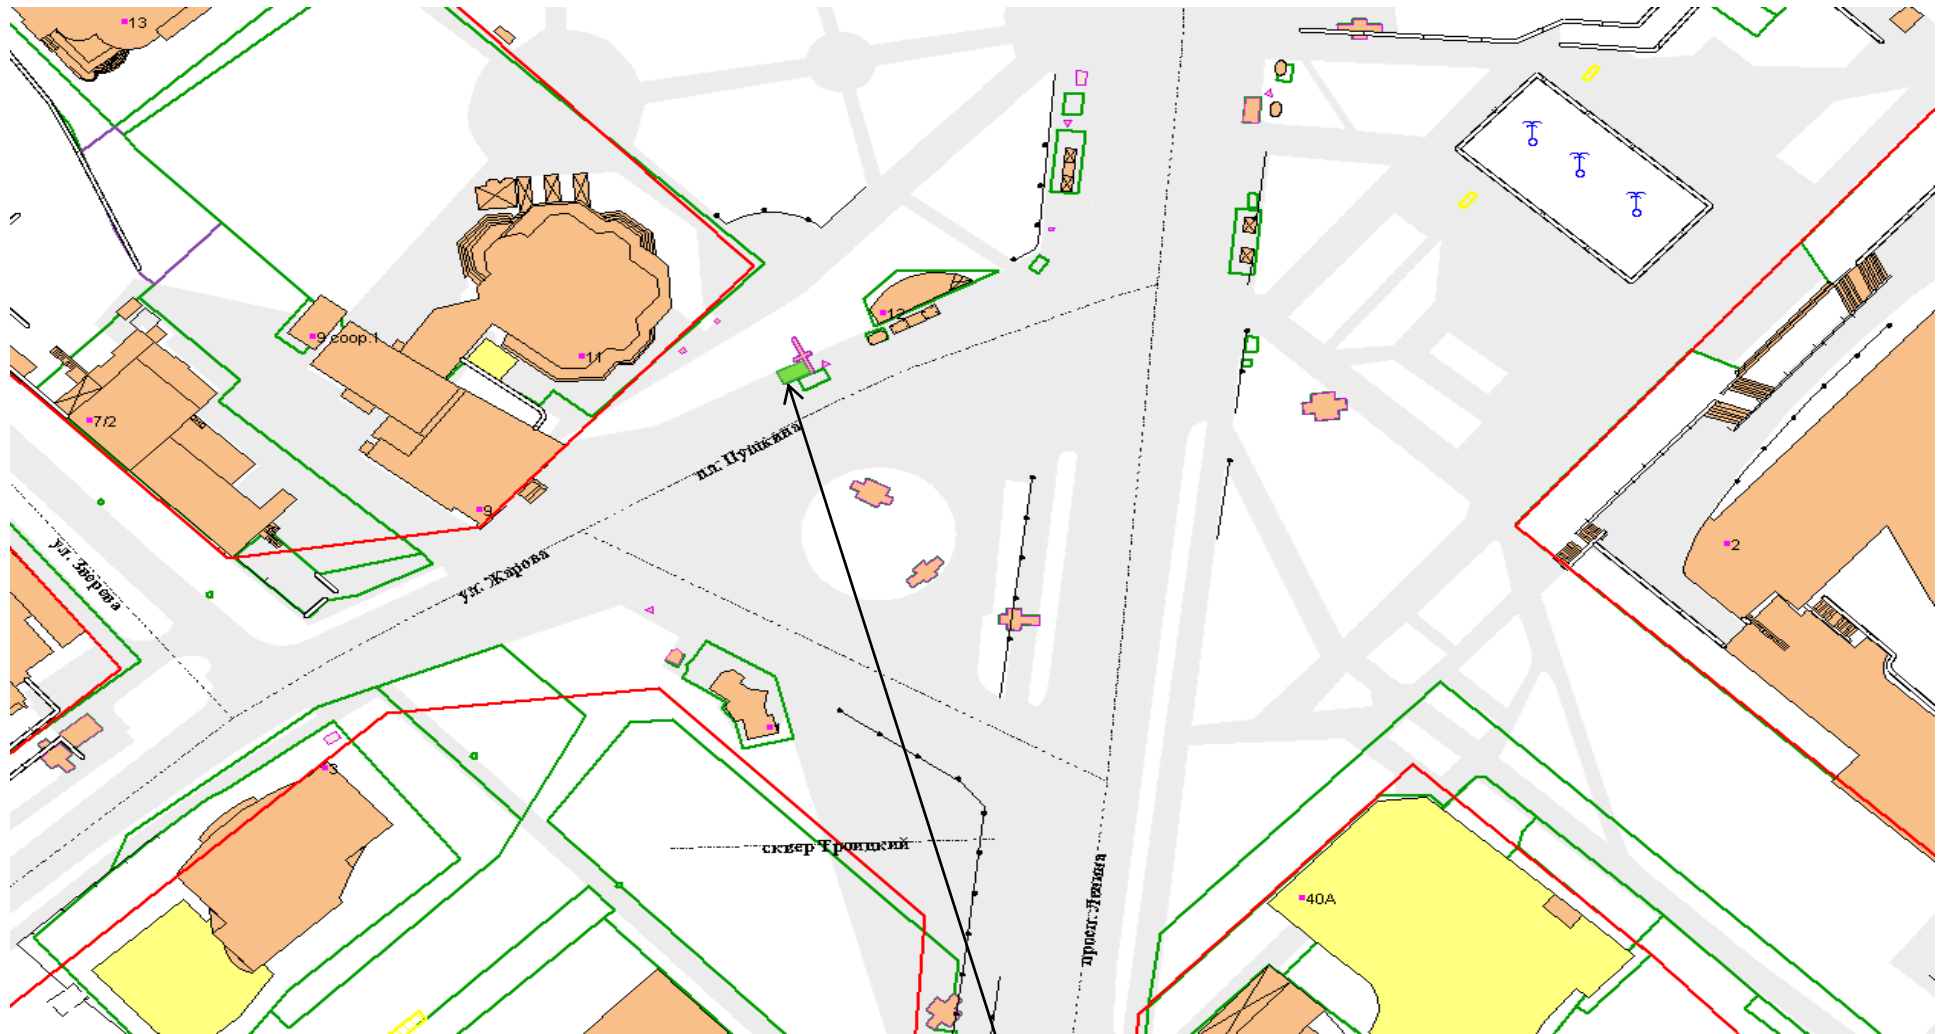 13
12
9 соор.1
11
7/2
пл. Пушкина
9
2
ул. Жарова
ул. Зверева
3
сквер Троицкий
просп. Ленина
40А